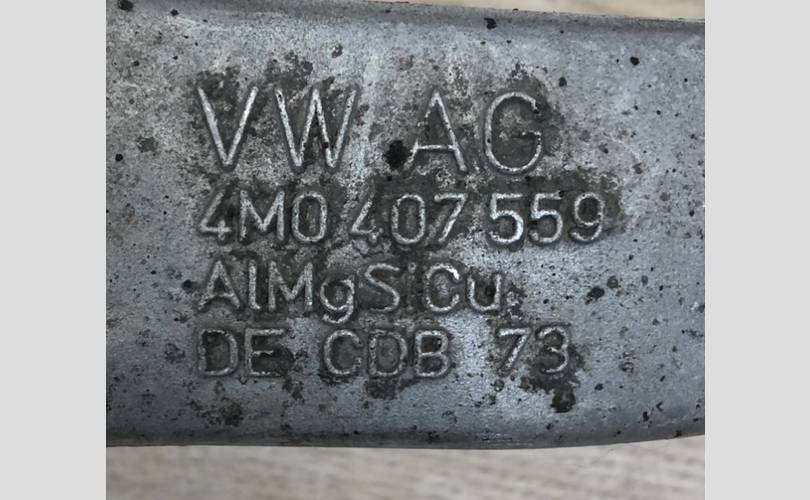 VW AG
4M0 407 559
AlMgSiCu
DE CDB 73